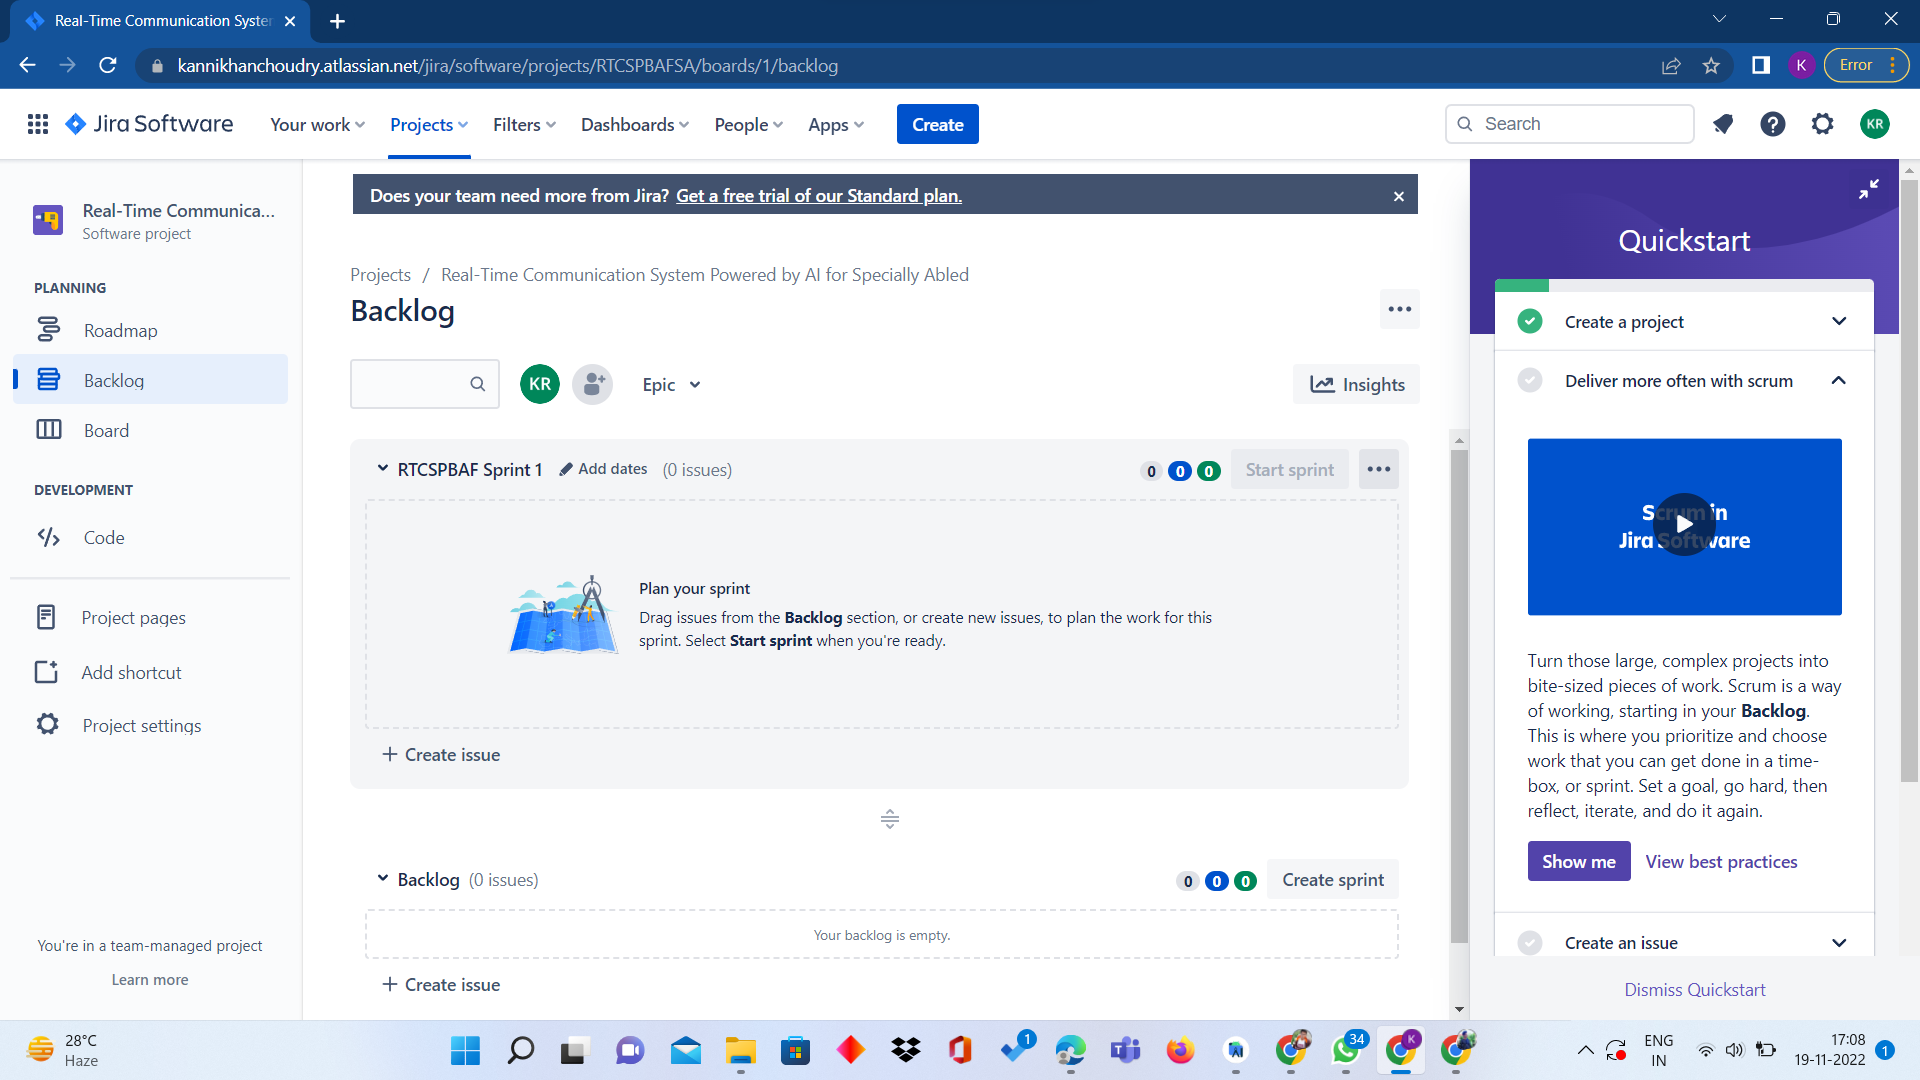 Real-Time Communication Syster
kannikhanchoudry.atlassian.net/jira/software/projects/RTCSPBAFSA/boards/1/backlog
K
Error
Jira Software
Your work
Projects
Filters
Dashboards
People
Apps
Create
Search
KR
Real-Time Communica...
Software project
PLANNING
Roadmap
Backlog
Board
DEVELOPMENT
Code
Project pages
Add shortcut
Project settings
You're in a team-managed project
Learn more
Does your team need more from Jira? Get a free trial of our Standard plan.
Projects / Real-Time Communication System Powered by AI for Specially Abled
Backlog
KR
Epic
Insights
RTCSPBAF Sprint 1 Add dates (0 issues)
0 0 0 Start sprint
Plan your sprint
Drag issues from the Backlog section, or create new issues, to plan the work for this
sprint. Select Start sprint when you're ready.
+ Create issue
Backlog (0 issues)
0 0 0 Create sprint
Your backlog is empty.
+ Create issue
Quickstart
Create a project
Deliver more often with scrum
Scrum in
Jira Software
Turn those large, complex projects into
bite-sized pieces of work. Scrum is a way
of working, starting in your Backlog.
This is where you prioritize and choose
work that you can get done in a time-
box, or sprint. Set a goal, go hard, then
reflect, iterate, and do it again.
Show me View best practices
Create an issue
Dismiss Quickstart
28°C
Haze
1
34
K
ENG
IN
17:08
19-11-2022
1